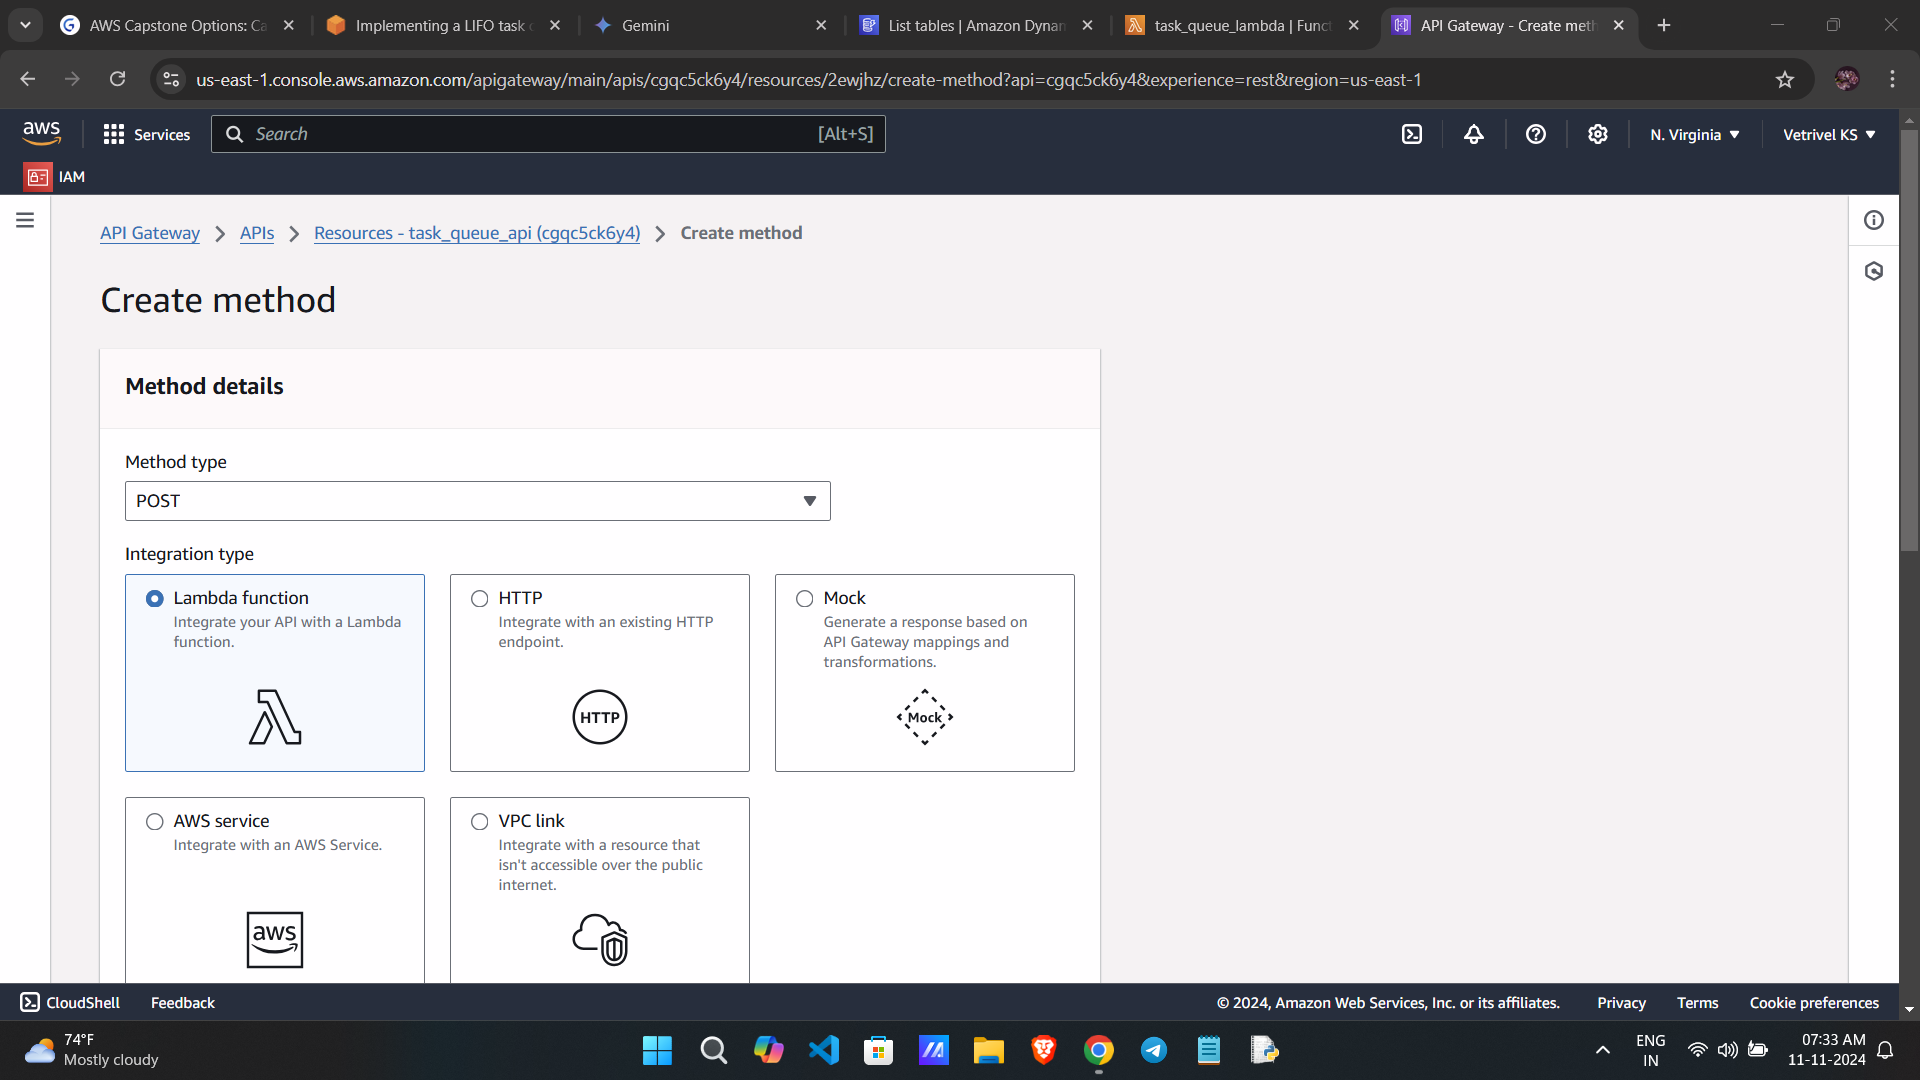 AWS Capstone Options: Ca
Implementing a LIFO task
Gemini
List tables | Amazon Dynam
task_queue_lambda | Funct
API Gateway - Create meth
us-east-1.console.aws.amazon.com/apigateway/main/apis/cgqc5ck6y4/resources/2ewjhz/create-method?api=cgqc5ck6y4&experience=rest&region=us-east-1
aws
Services
Search
[Alt+S]
N. Virginia
Vetrivel KS
IAM
API Gateway
APIs
Resources - task_queue_api (cgqc5ck6y4)
Create method
Create method
Method details
Method type
POST
Integration type
Lambda function
Integrate your API with a Lambda
function.
HTTP
Integrate with an existing HTTP
endpoint.
HTTP
Mock
Generate a response based on
API Gateway mappings and
transformations.
Mock
AWS service
Integrate with an AWS Service.
aws
VPC link
Integrate with a resource that
isn't accessible over the public
internet.
CloudShell
Feedback
© 2024, Amazon Web Services, Inc. or its affiliates.
Privacy
Terms
Cookie preferences
74°F
Mostly cloudy
ENG
IN
07:33 AM
11-11-2024